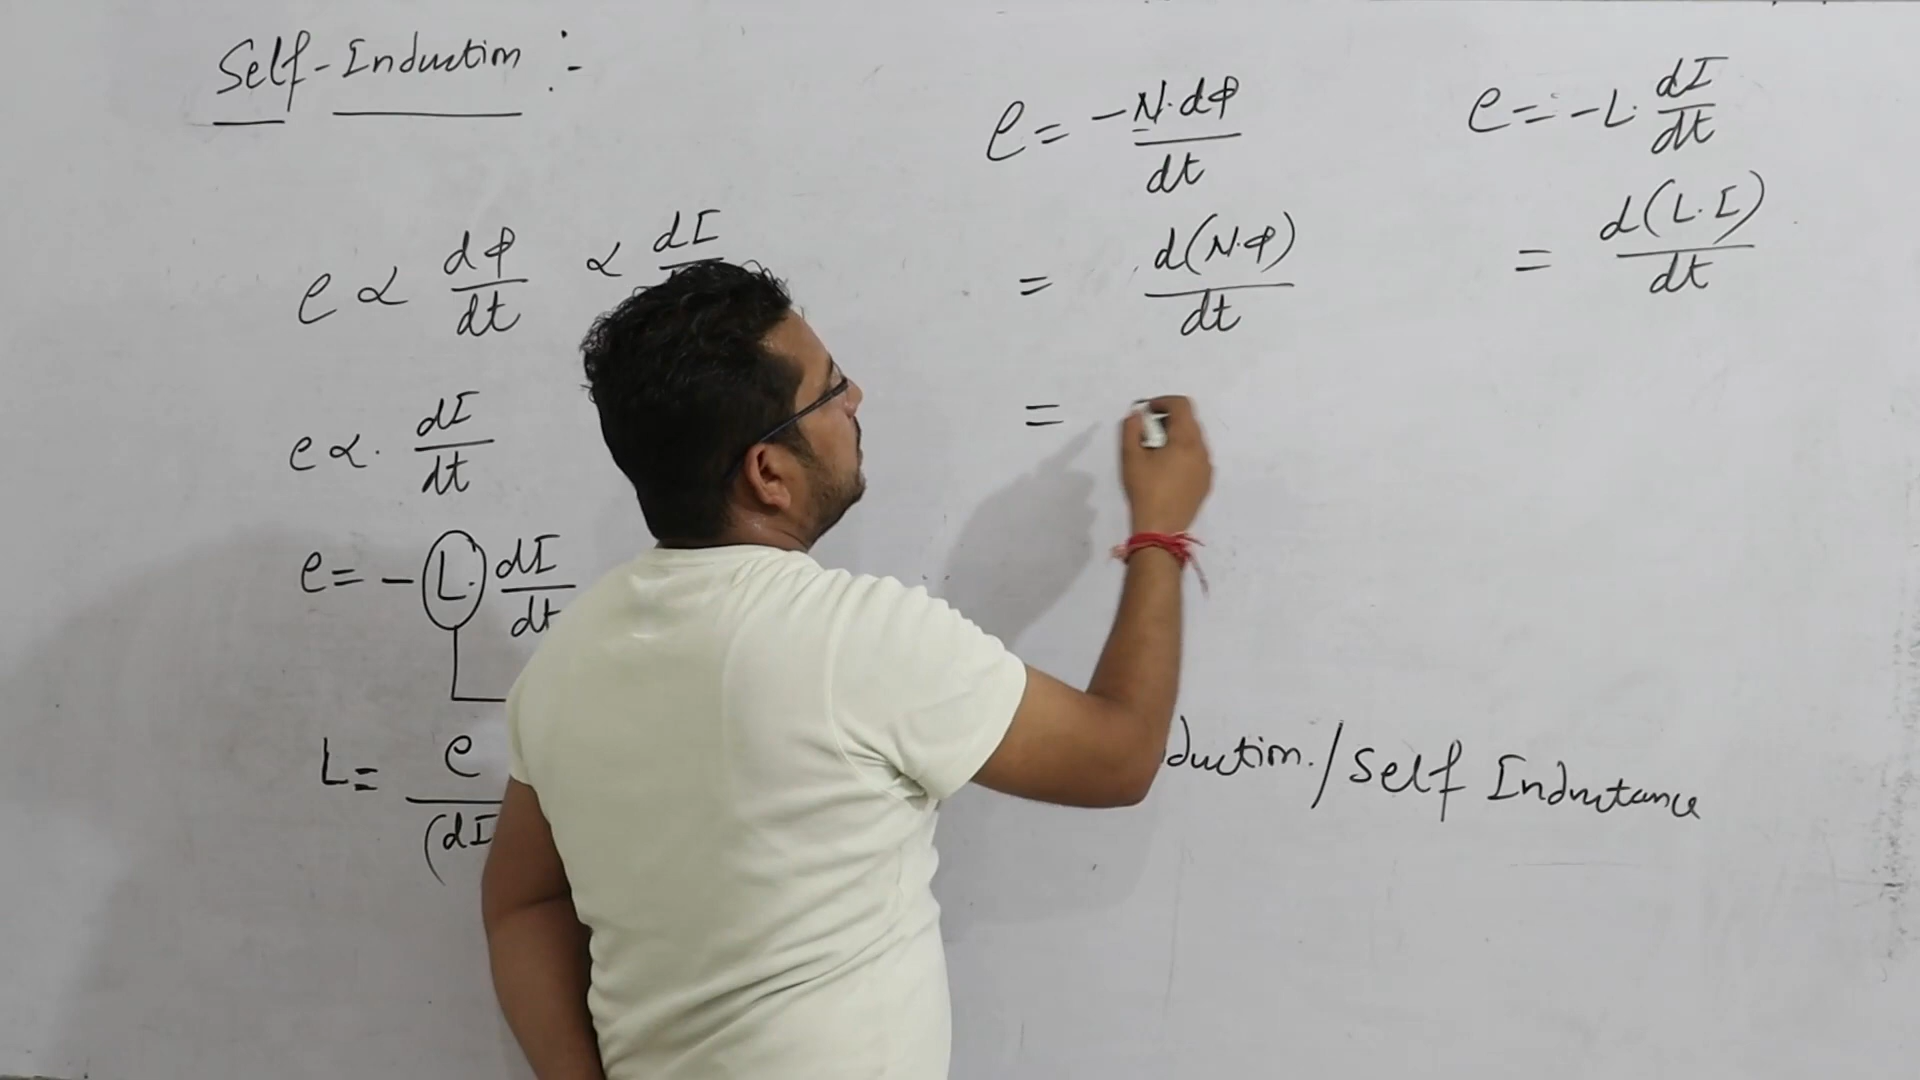 Self-Induction :-
e ∝ dφ/dt ∝ dI
e ∝. dI/dt
e = - L. dI/dt
L = e/(dI
e = -N.dφ/dt
= d(N.φ)/dt
=
e = -L. dI/dt
= d(L.I)/dt
duction. / Self Inductance